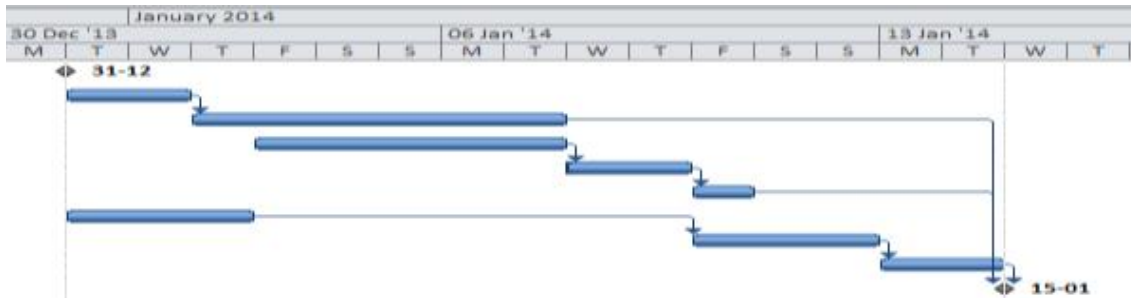 January 2014
30 Dec '13 06 Jan '14 13 Jan '14
M T W T F S S M T W T F S S M T W T
31-12
15-01